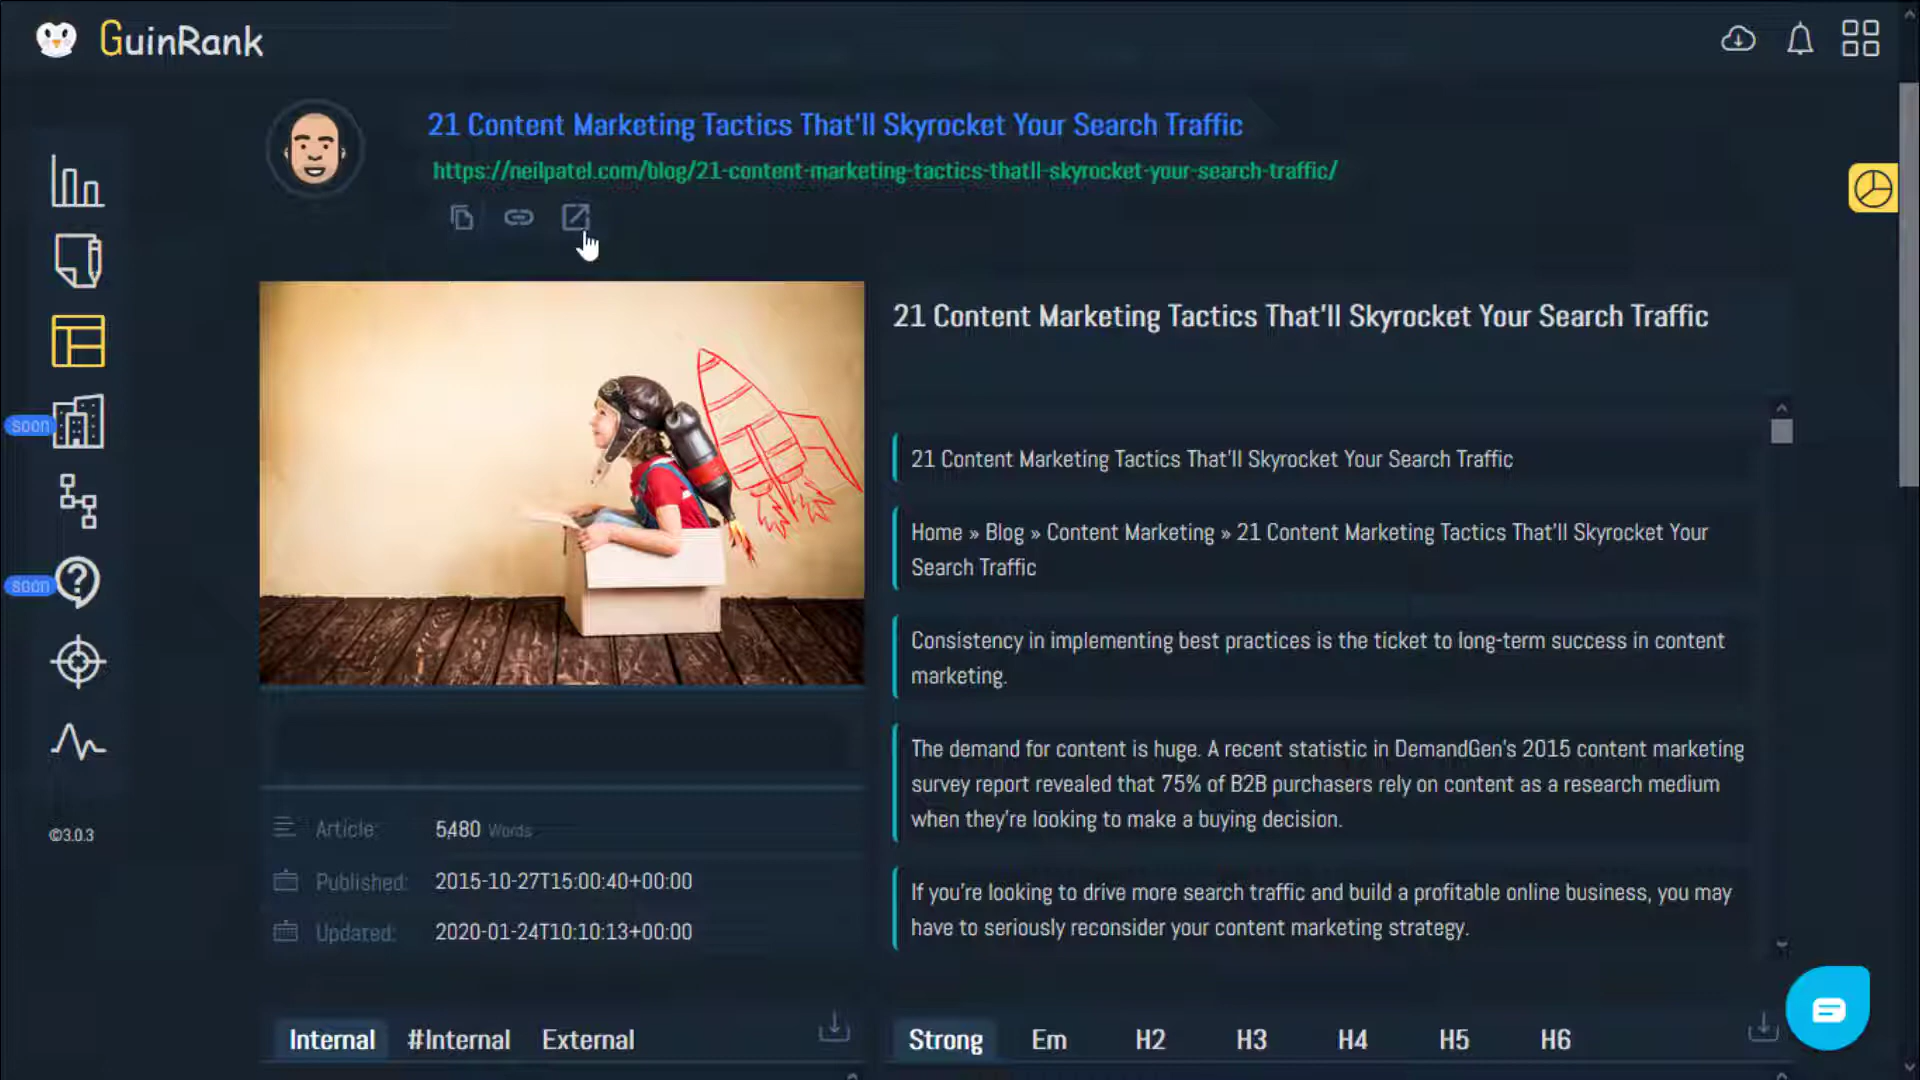 GuinRank
21 Content Marketing Tactics That'll Skyrocket Your Search Traffic
https://neilpatel.com/blog/21-content-marketing-tactics-thatll-skyrocket-your-search-traffic/
21 Content Marketing Tactics That'll Skyrocket Your Search Traffic
21 Content Marketing Tactics That'll Skyrocket Your Search Traffic
Home » Blog » Content Marketing » 21 Content Marketing Tactics That'll Skyrocket Your
Search Traffic
Consistency in implementing best practices is the ticket to long-term success in content
marketing.
The demand for content is huge. A recent statistic in DemandGen's 2015 content marketing
survey report revealed that 75% of B2B purchasers rely on content as a research medium
when they're looking to make a buying decision.
If you're looking to drive more search traffic and build a profitable online business, you may
have to seriously reconsider your content marketing strategy.
soon
soon
©3.0.3
Article: 5,480 Words
Published: 2015-10-27T15:00:40+00:00
Updated: 2020-01-24T10:10:13+00:00
Internal #Internal External
Strong Em H2 H3 H4 H5 H6